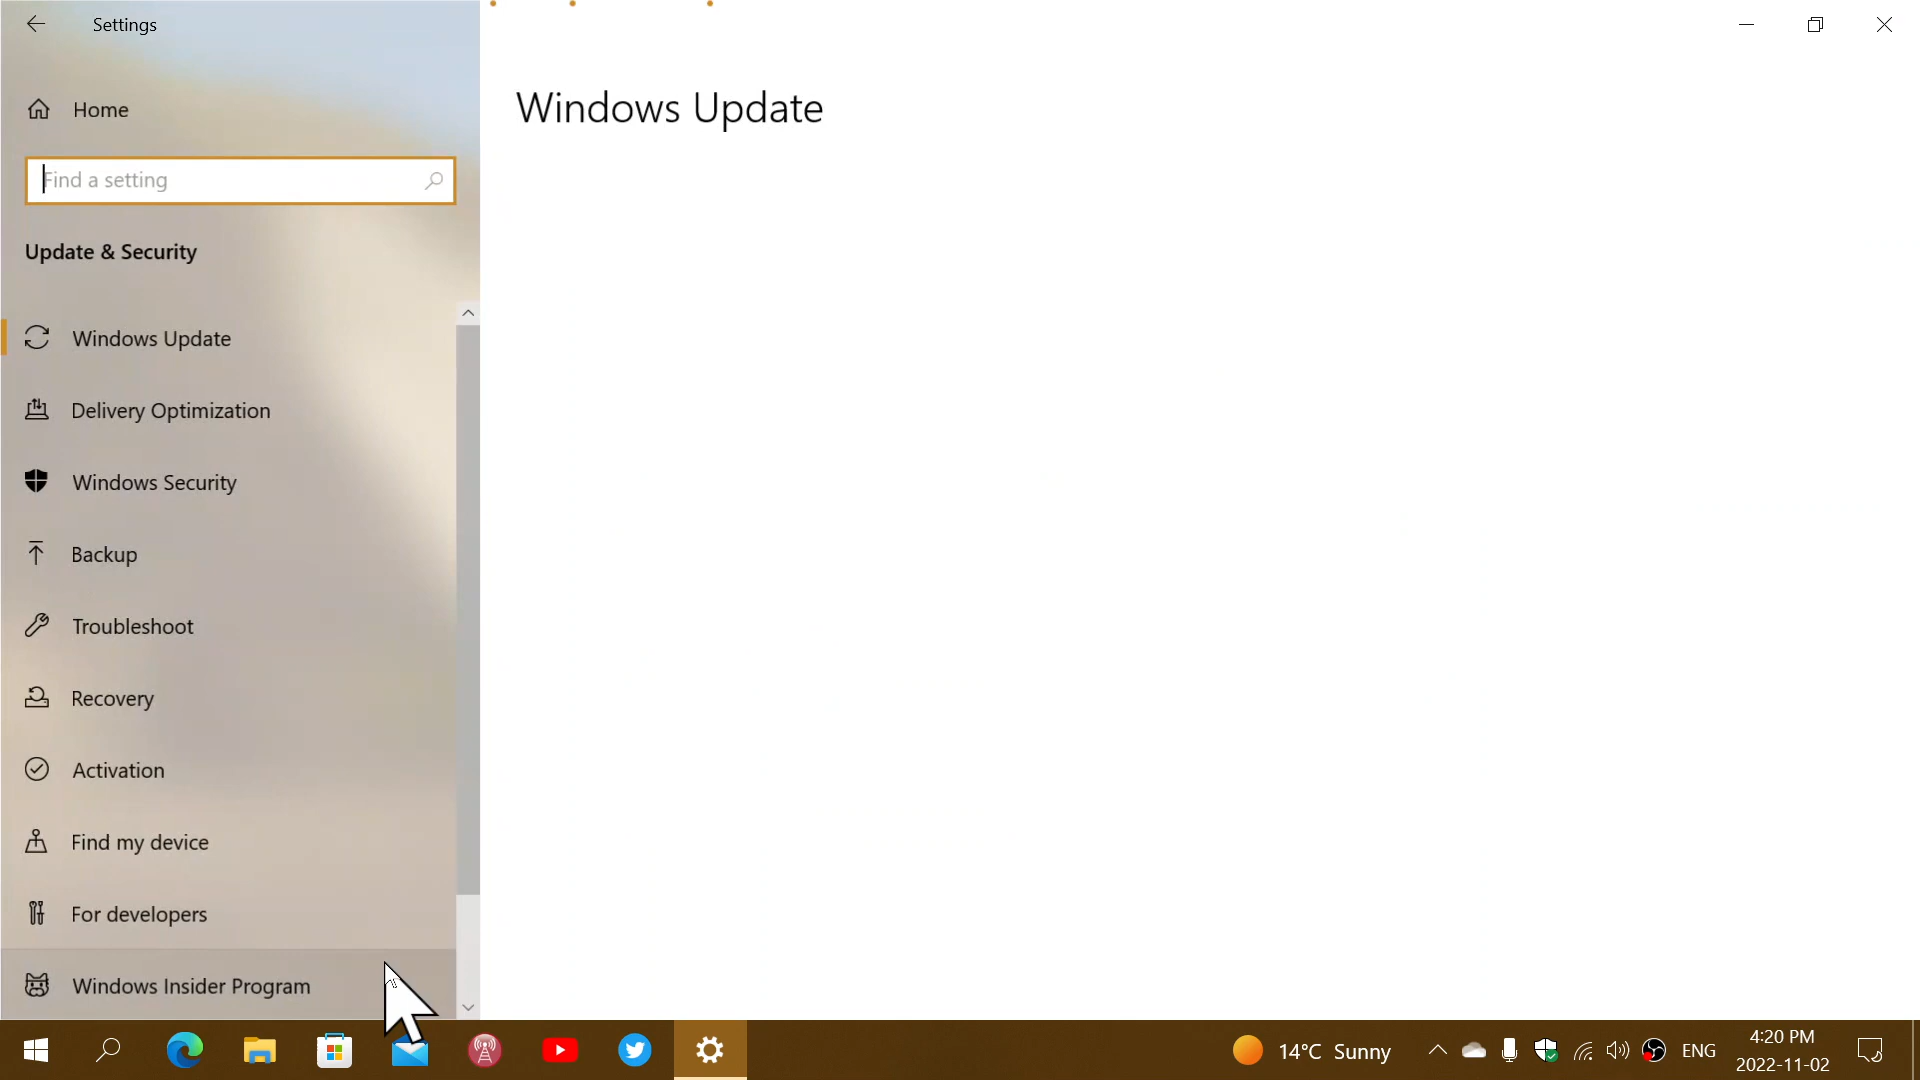 Settings
Home
Find a setting
Update & Security
Windows Update
Delivery Optimization
Windows Security
Backup
Troubleshoot
Recovery
Activation
Find my device
For developers
Windows Insider Program
Windows Update
14°C Sunny
ENG
4:20 PM
2022-11-02